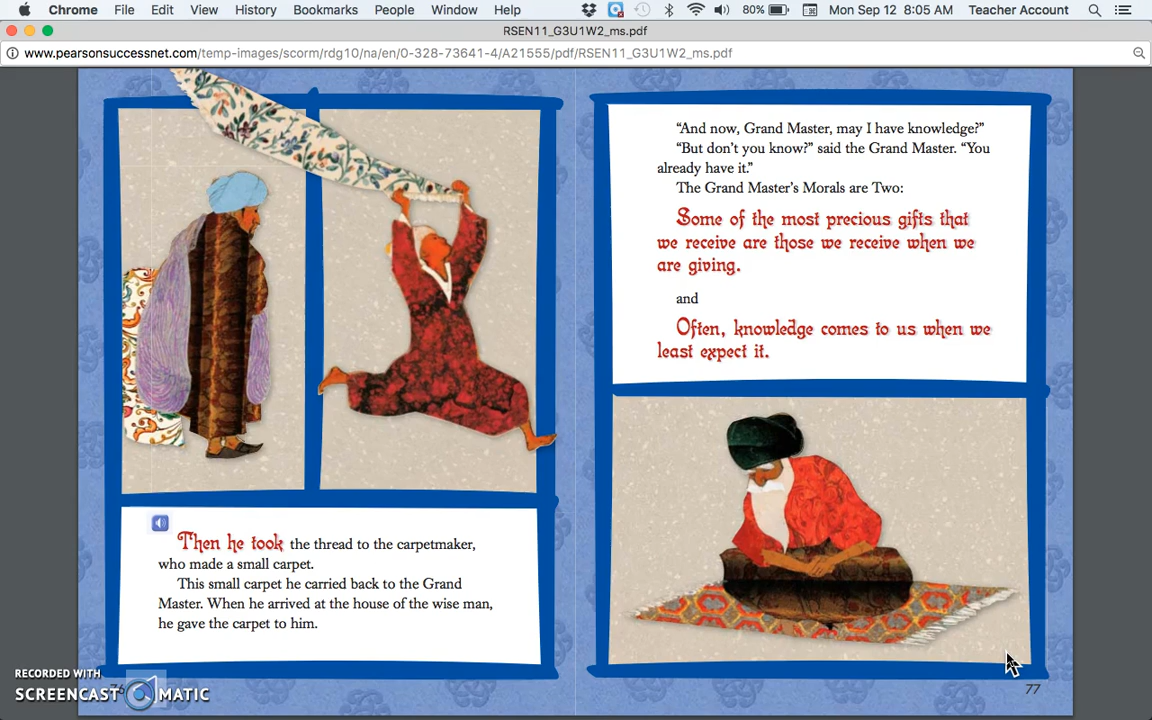 Chrome File Edit View History Bookmarks People Window Help 80% Mon Sep 12 8:05 AM Teacher Account
RSEN11_G3U1W2_ms.pdf
www.pearsonsuccessnet.com/temp-images/scorm/rdg10/na/en/0-328-73641-4/A21555/pdf/RSEN11_G3U1W2_ms.pdf
Then he took the thread to the carpetmaker,
who made a small carpet.
This small carpet he carried back to the Grand
Master. When he arrived at the house of the wise man,
he gave the carpet to him.
76
“And now, Grand Master, may I have knowledge?”
“But don’t you know?” said the Grand Master. “You
already have it.”
The Grand Master’s Morals are Two:
Some of the most precious gifts that
we receive are those we receive when we
are giving.
and
Often, knowledge comes to us when we
least expect it.
77
RECORDED WITH
SCREENCAST MATIC